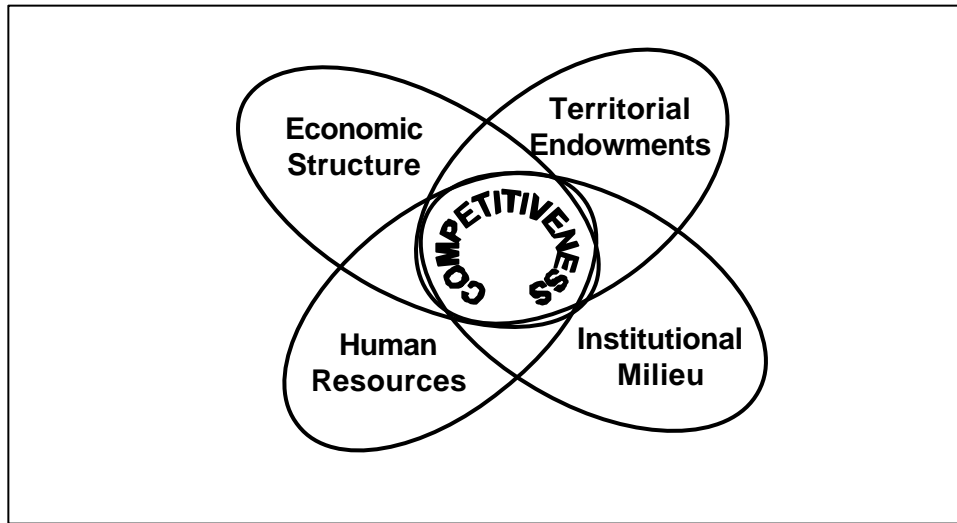 Economic
Structure
Territorial
Endowments
COMPETITIVENESS
Human
Resources
Institutional
Milieu